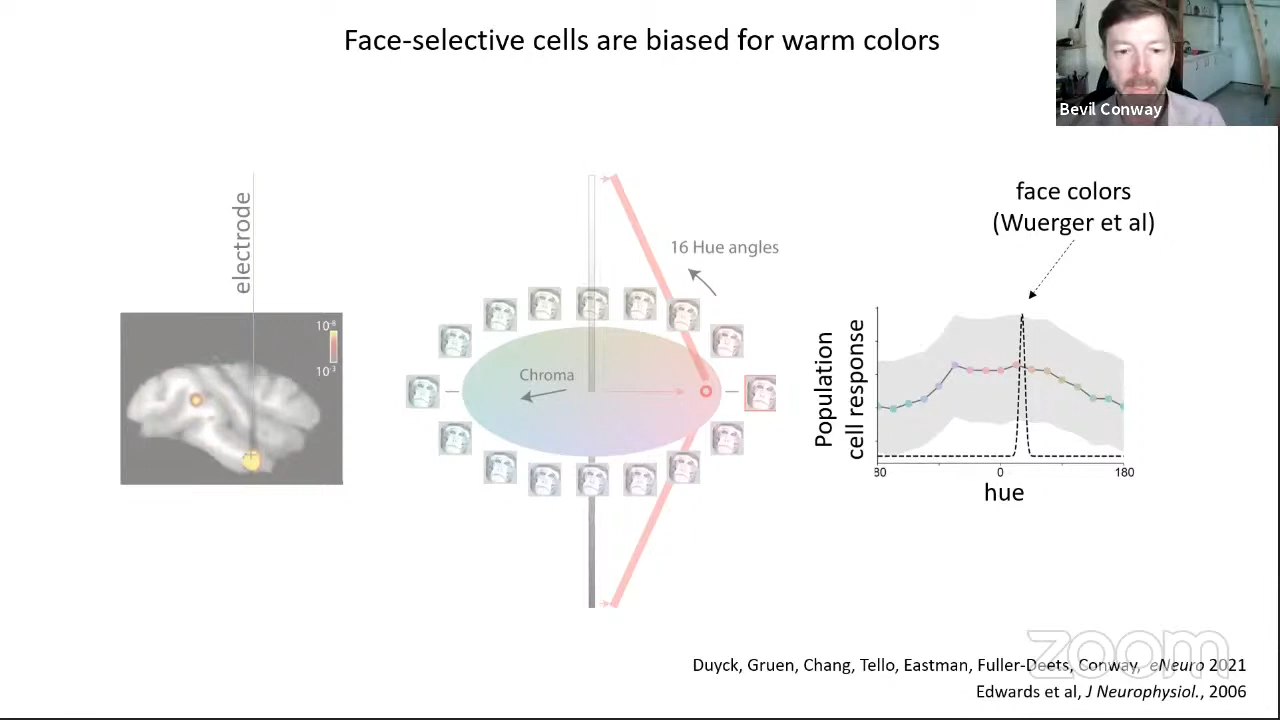 Face-selective cells are biased for warm colors
Bevil Conway
electrode
10-8
10-3
16 Hue angles
Chroma
face colors
(Wuerger et al)
Population
cell response
80
0
180
hue
zoom
Duyck, Gruen, Chang, Tello, Eastman, Fuller-Deets, Conway, eNeuro 2021
Edwards et al, J Neurophysiol., 2006